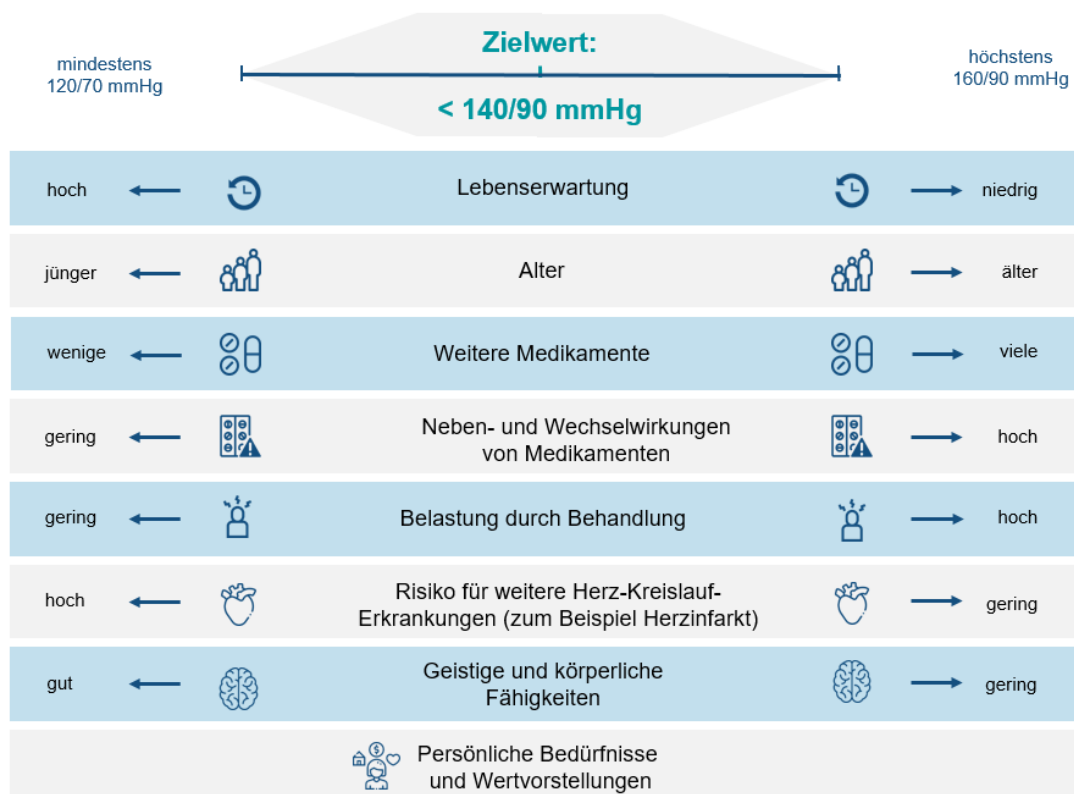 Zielwert:
mindestens
120/70 mmHg
höchstens
160/90 mmHg
< 140/90 mmHg
hoch
Lebenserwartung
niedrig
jünger
Alter
älter
wenige
Weitere Medikamente
viele
gering
Neben- und Wechselwirkungen
von Medikamenten
hoch
gering
Belastung durch Behandlung
hoch
hoch
Risiko für weitere Herz-Kreislauf-
Erkrankungen (zum Beispiel Herzinfarkt)
gering
gut
Geistige und körperliche
Fähigkeiten
gering
Persönliche Bedürfnisse
und Wertvorstellungen